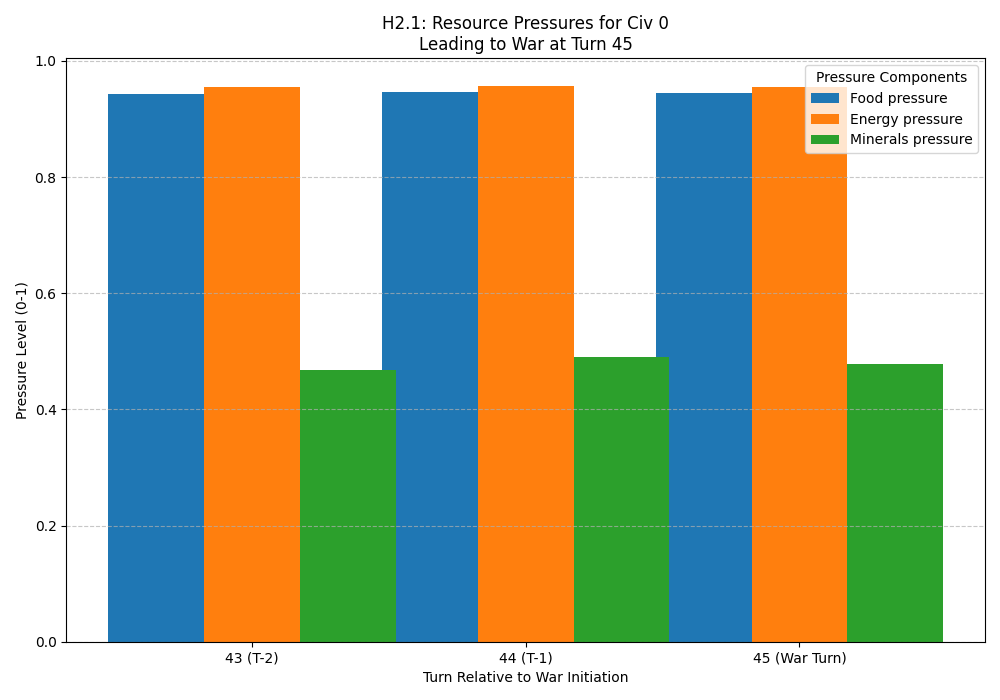 H2.1: Resource Pressures for Civ 0
Leading to War at Turn 45
Pressure Components
Food pressure
Energy pressure
Minerals pressure
Pressure Level (0-1)
1.0
0.8
0.6
0.4
0.2
0.0
43 (T-2)
44 (T-1)
45 (War Turn)
Turn Relative to War Initiation